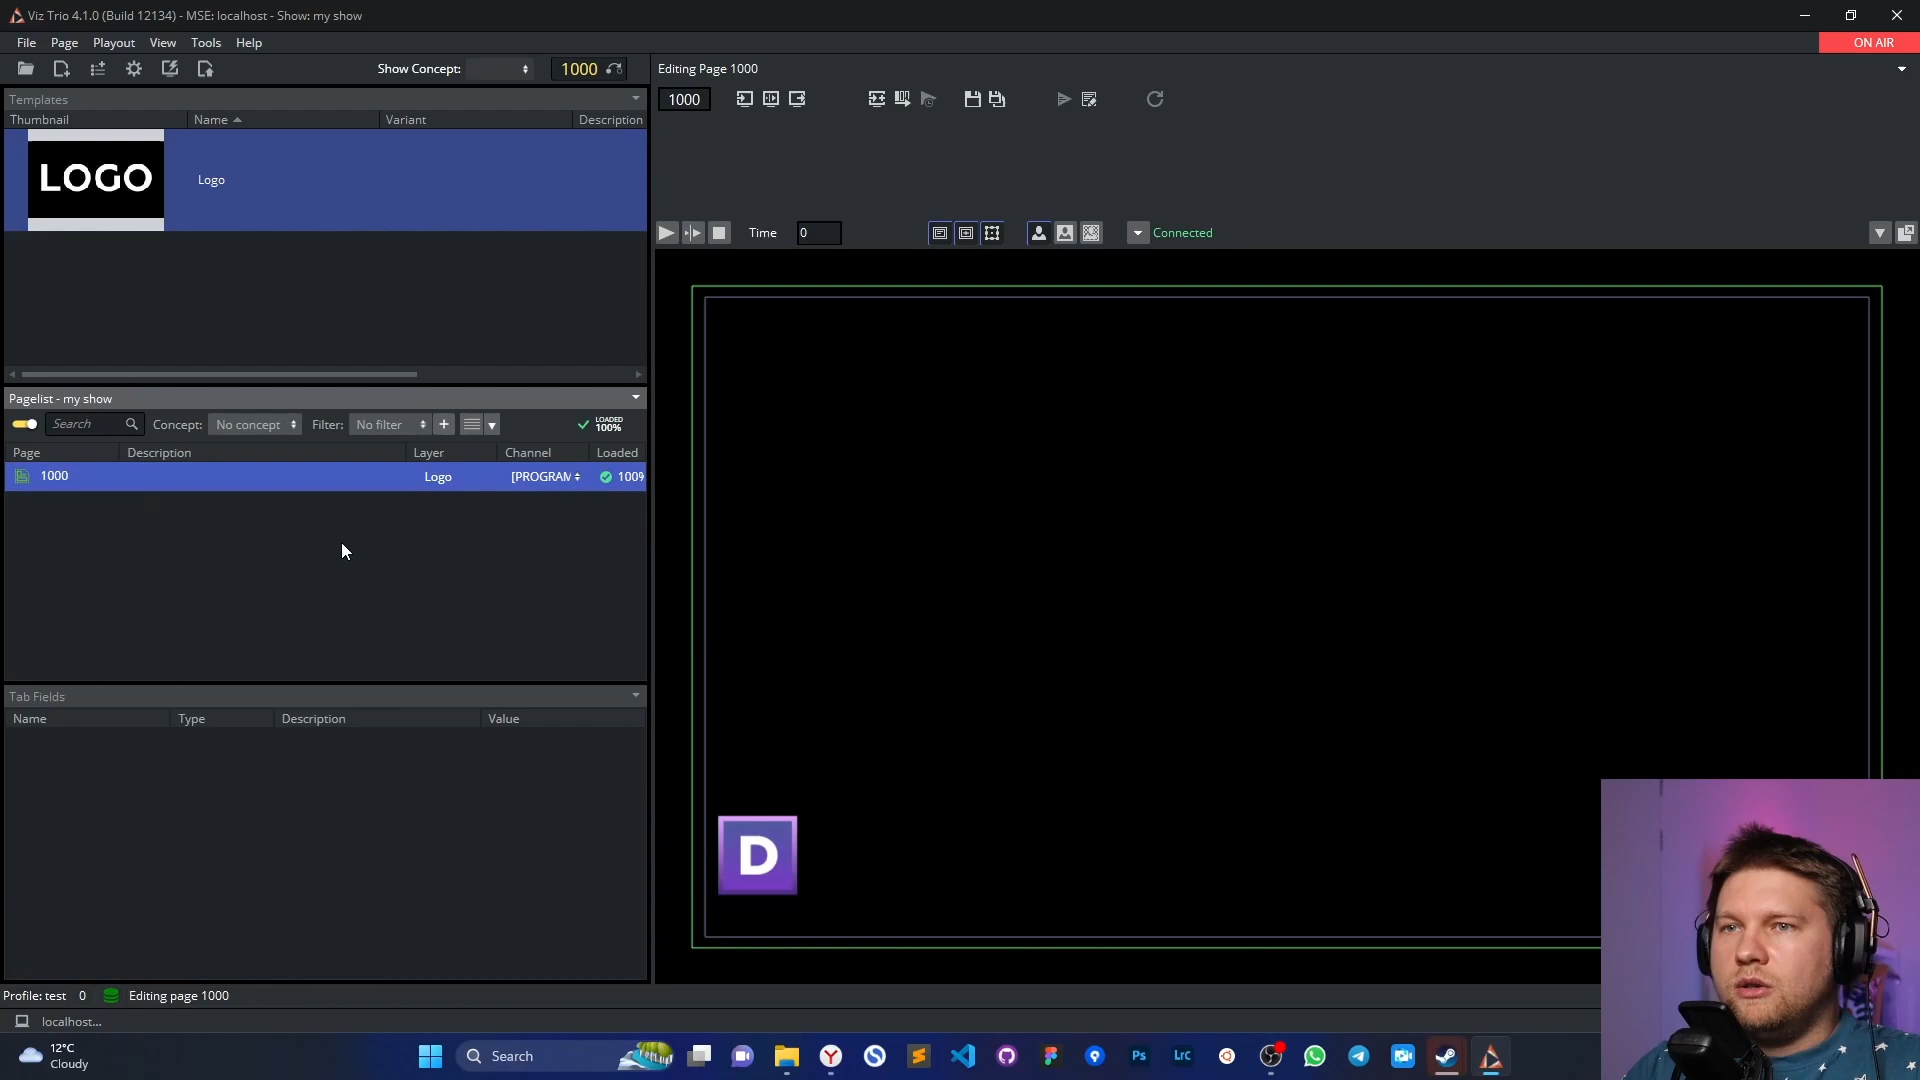 Viz Trio 4.1.0 (Build 12134) - MSE: localhost - Show: my show
File Page Playout View Tools Help
ON AIR
Show Concept:
1000
Editing Page 1000
1000
Templates
Thumbnail Name Variant Description
LOGO
Logo
Time 0
Connected
Pagelist - my show
Search
Concept: No concept
Filter: No filter
LOADED
100%
Page Description Layer Channel Loaded
1000 Logo [PROGRAM 100%
D
Tab Fields
Name Type Description Value
Profile: test 0 Editing page 1000
localhost...
12°C
Cloudy
Search
Ps
Lrc